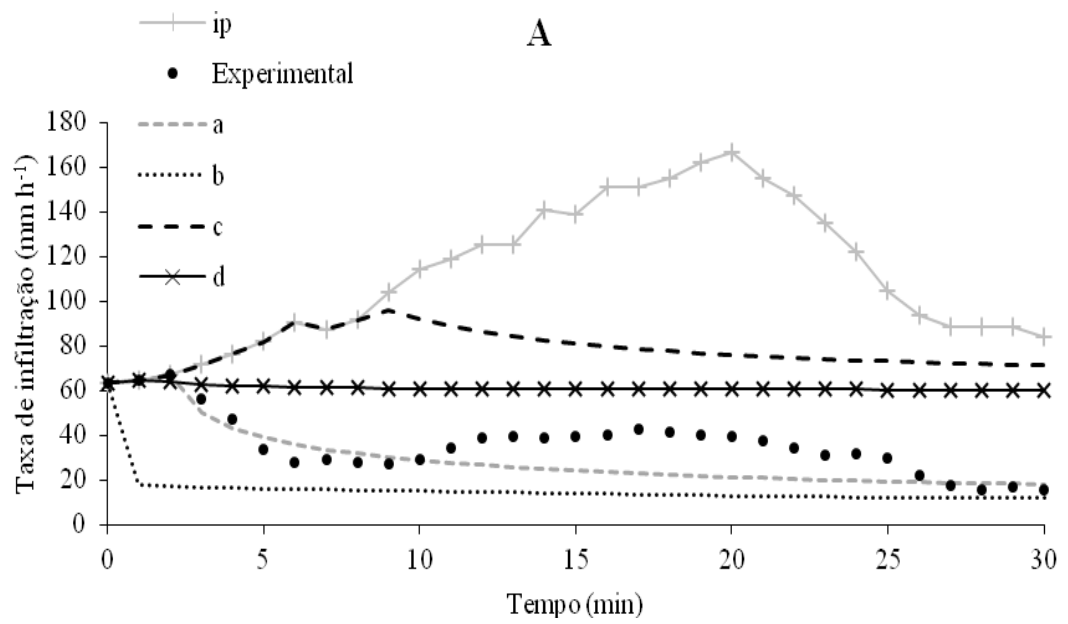 A
ip
Experimental
a
b
c
d
Taxa de infiltração (mm h⁻¹)
180
160
140
120
100
80
60
40
20
0
0 5 10 15 20 25 30
Tempo (min)